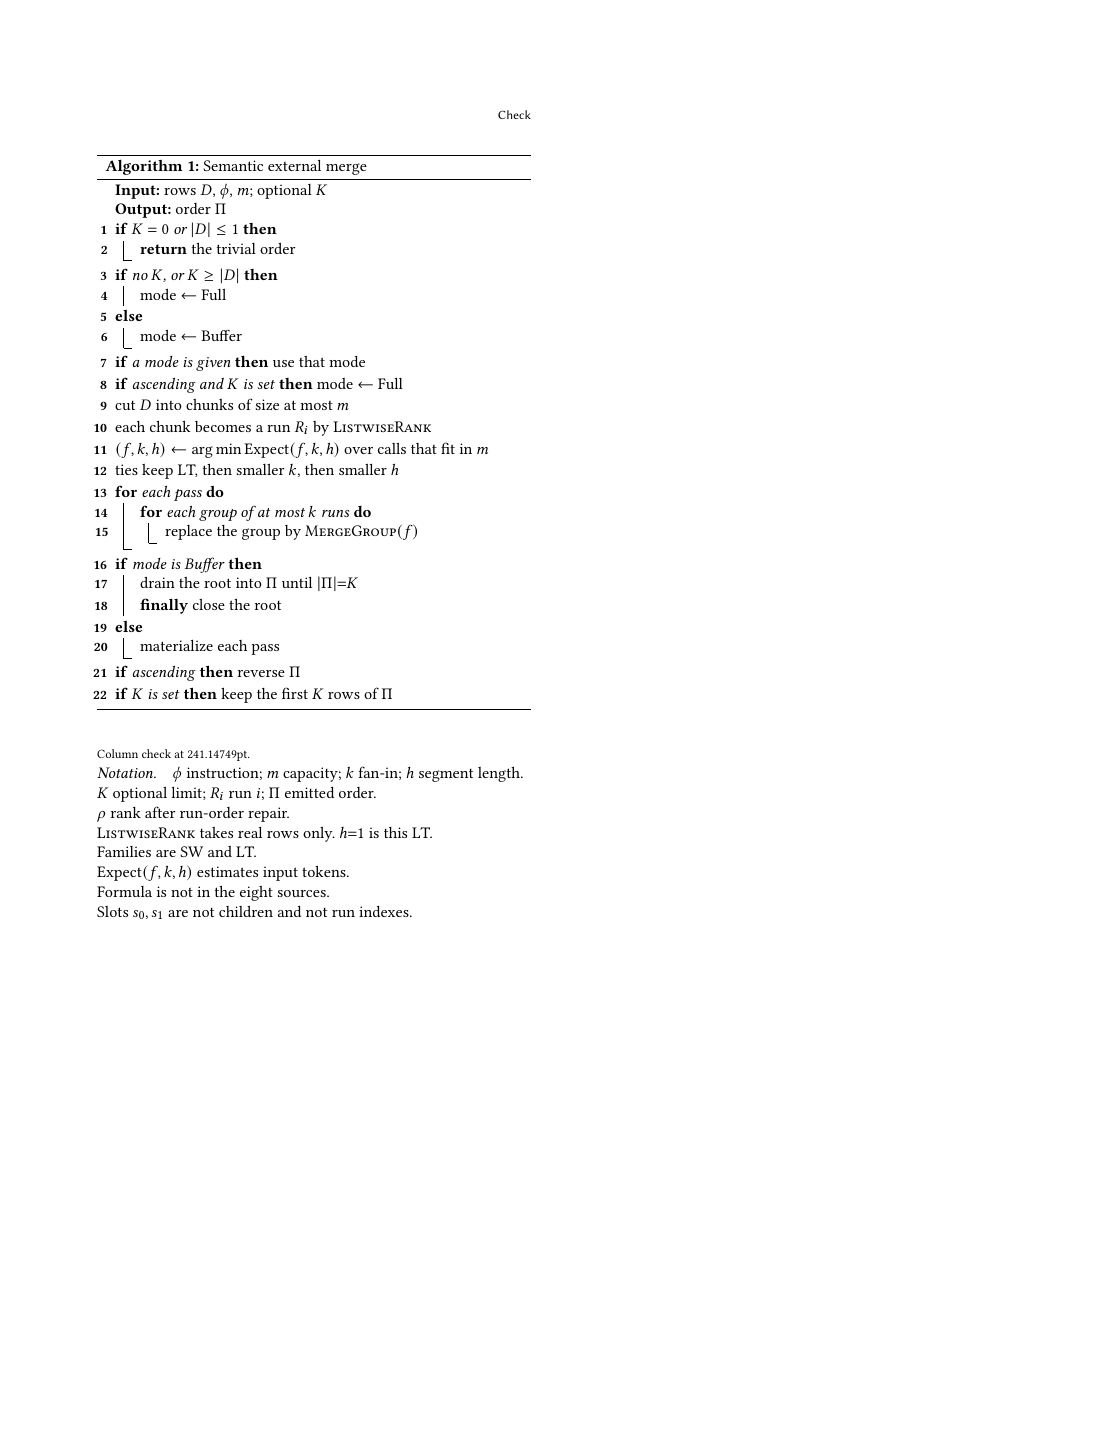 Check
Algorithm 1: Semantic external merge
Input: rows D, ϕ, m; optional K
Output: order Π
1 if K = 0 or |D| ≤ 1 then
2 return the trivial order
3 if no K, or K ≥ |D| then
4 mode ← Full
5 else
6 mode ← Buffer
7 if a mode is given then use that mode
8 if ascending and K is set then mode ← Full
9 cut D into chunks of size at most m
10 each chunk becomes a run Rᵢ by ListwiseRank
11 (f, k, h) ← arg min Expect(f, k, h) over calls that fit in m
12 ties keep LT, then smaller k, then smaller h
13 for each pass do
14 for each group of at most k runs do
15 replace the group by MergeGroup(f)
16 if mode is Buffer then
17 drain the root into Π until |Π|=K
18 finally close the root
19 else
20 materialize each pass
21 if ascending then reverse Π
22 if K is set then keep the first K rows of Π
Column check at 241.14749pt.
Notation. ϕ instruction; m capacity; k fan-in; h segment length.
K optional limit; Rᵢ run i; Π emitted order.
ρ rank after run-order repair.
ListwiseRank takes real rows only. h=1 is this LT.
Families are SW and LT.
Expect(f, k, h) estimates input tokens.
Formula is not in the eight sources.
Slots s₀, s₁ are not children and not run indexes.